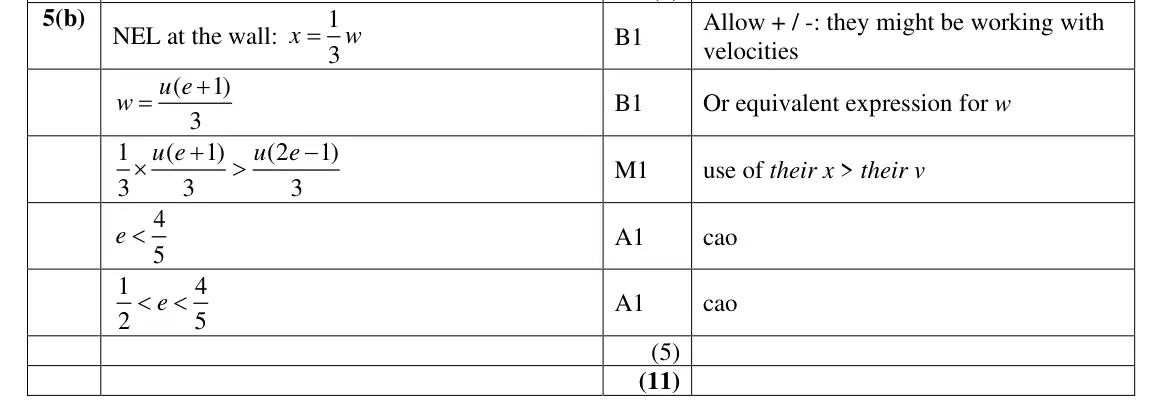 5(b) NEL at the wall: x = 1/3 w B1 Allow + / -: they might be working with
velocities
w = u(e+1)/3 B1 Or equivalent expression for w
1/3 × u(e+1)/3 > u(2e−1)/3 M1 use of their x > their v
e < 4/5 A1 cao
1/2 < e < 4/5 A1 cao
(5)
(11)